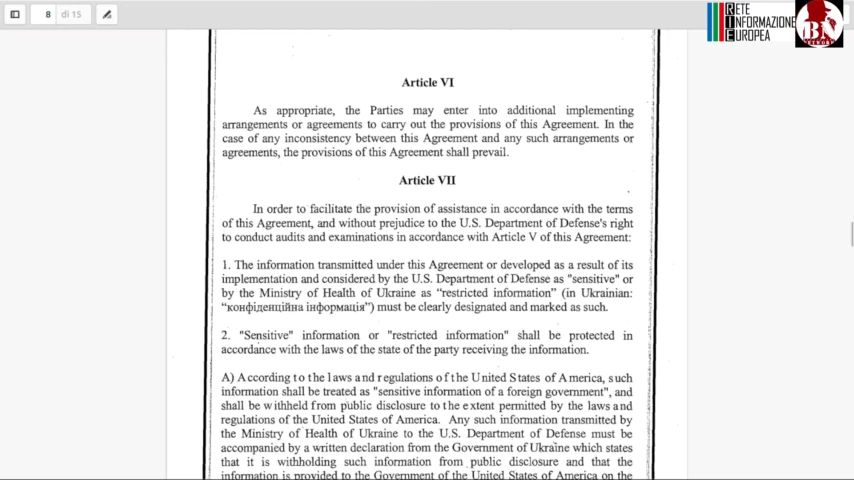 8 di 15
RETE
INFORMAZIONE
EUROPEA
BN
NETWORK
Article VI
As appropriate, the Parties may enter into additional implementing
arrangements or agreements to carry out the provisions of this Agreement. In the
case of any inconsistency between this Agreement and any such arrangements or
agreements, the provisions of this Agreement shall prevail.
Article VII
In order to facilitate the provision of assistance in accordance with the terms
of this Agreement, and without prejudice to the U.S. Department of Defense's right
to conduct audits and examinations in accordance with Article V of this Agreement:
1. The information transmitted under this Agreement or developed as a result of its
implementation and considered by the U.S. Department of Defense as "sensitive" or
by the Ministry of Health of Ukraine as “restricted information” (in Ukrainian:
“конфіденційна інформація”) must be clearly designated and marked as such.
2. "Sensitive" information or "restricted information" shall be protected in
accordance with the laws of the state of the party receiving the information.
A) According to the laws and regulations of the United States of America, such
information shall be treated as "sensitive information of a foreign government", and
shall be withheld from public disclosure to the extent permitted by the laws and
regulations of the United States of America. Any such information transmitted by
the Ministry of Health of Ukraine to the U.S. Department of Defense must be
accompanied by a written declaration from the Government of Ukraine which states
that it is withholding such information from public disclosure and that the
information is provided to the Government of the United States of America on the